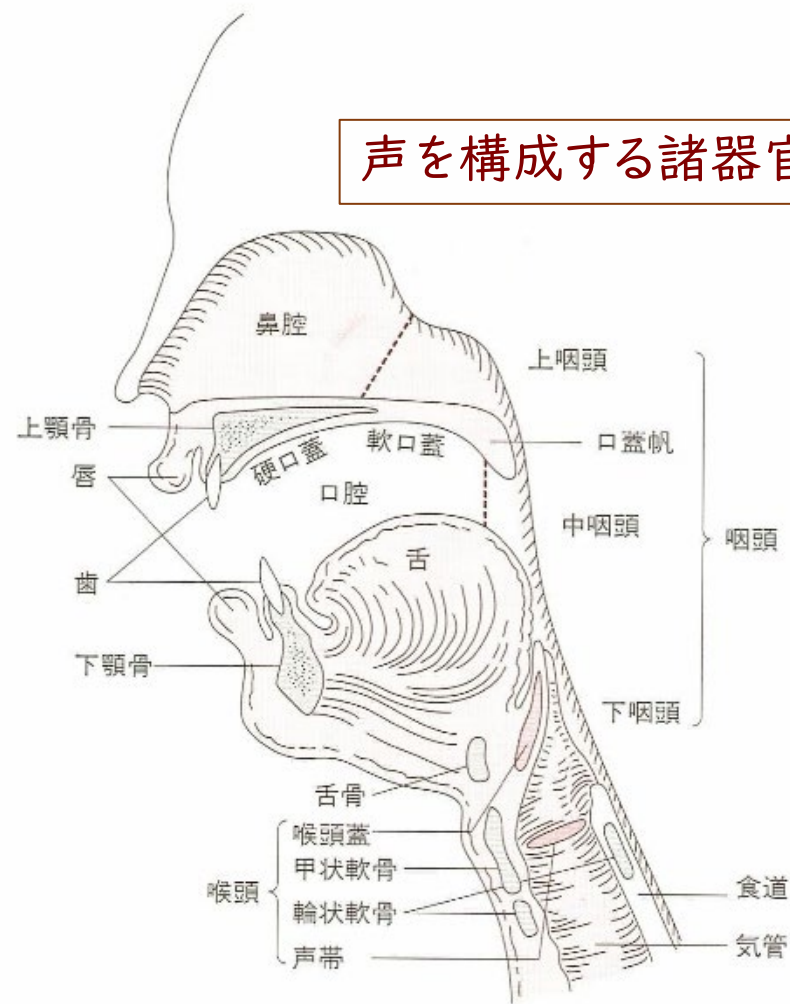 声を構成する諸器官
鼻腔
上咽頭
上顎骨
硬口蓋
軟口蓋
口蓋帆
唇
口腔
中咽頭
咽頭
舌
歯
下顎骨
下咽頭
舌骨
喉頭蓋
甲状軟骨
喉頭
輪状軟骨
食道
声帯
気管